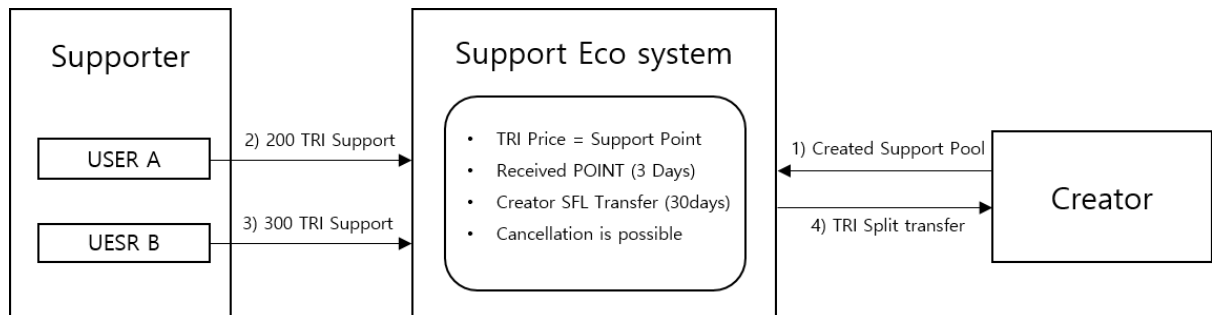 Supporter
USER A
UESR B
2) 200 TRI Support
3) 300 TRI Support
Support Eco system
• TRI Price = Support Point
• Received POINT (3 Days)
• Creator SFL Transfer (30days)
• Cancellation is possible
1) Created Support Pool
4) TRI Split transfer
Creator